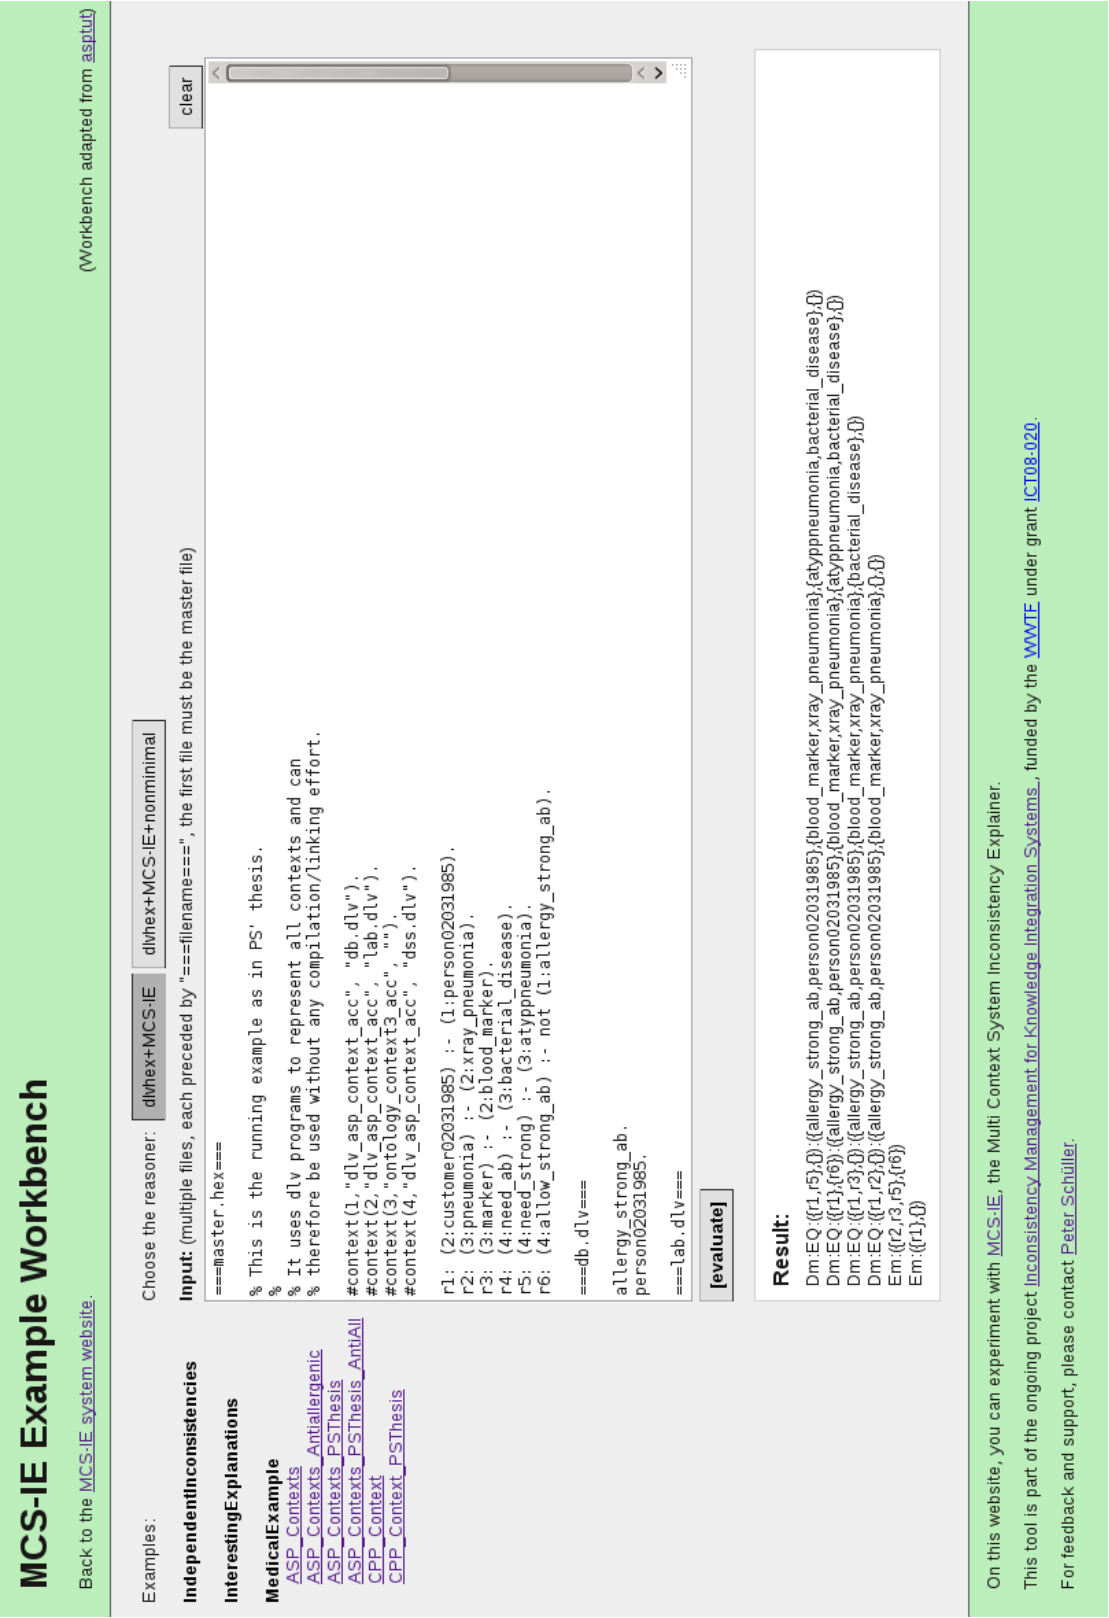 MCS-IE Example Workbench
Back to the MCS-IE system website.
(Workbench adapted from asptut)
Examples:
IndependentInconsistencies
InterestingExplanations
MedicalExample
ASP_Contexts
ASP_Contexts_Antiallergenic
ASP_Contexts_PSThesis
ASP_Contexts_PSThesis_AntiAll
CPP_Context
CPP_Context_PSThesis
Choose the reasoner: dlvhex+MCS-IE dlvhex+MCS-IE+nonminimal
Input: (multiple files, each preceded by "===filename===", the first file must be the master file)
clear
===master.hex===
% This is the running example as in PS' thesis.
%
% It uses dlv programs to represent all contexts and can
% therefore be used without any compilation/linking effort.
#context(1,"dlv_asp_context_acc", "db.dlv").
#context(2,"dlv_asp_context_acc", "lab.dlv").
#context(3,"ontology_context3_acc", "").
#context(4,"dlv_asp_context_acc", "dss.dlv").
r1: (2:customer02031985) :- (1:person02031985).
r2: (3:pneumonia) :- (2:xray_pneumonia).
r3: (3:marker) :- (2:blood_marker).
r4: (4:need_ab) :- (3:bacterial_disease).
r5: (4:need_strong) :- (3:atyppneumonia).
r6: (4:allow_strong_ab) :- not (1:allergy_strong_ab).
===db.dlv===
allergy_strong_ab.
person02031985.
===lab.dlv===
[evaluate]
Result:
Dm:EQ:({r1,r5},{}):({allergy_strong_ab,person02031985},{blood_marker,xray_pneumonia},{atyppneumonia,bacterial_disease},{})
Dm:EQ:({r1},{r6}):({allergy_strong_ab,person02031985},{blood_marker,xray_pneumonia},{atyppneumonia,bacterial_disease},{})
Dm:EQ:({r1,r3},{}):({allergy_strong_ab,person02031985},{blood_marker,xray_pneumonia},{bacterial_disease},{})
Dm:EQ:({r1,r2},{}):({allergy_strong_ab,person02031985},{blood_marker,xray_pneumonia},{},{})
Em:({r2,r3,r5},{r6})
Em:({r1},{})
On this website, you can experiment with MCS-IE, the Multi Context System Inconsistency Explainer.
This tool is part of the ongoing project Inconsistency Management for Knowledge Integration Systems , funded by the WWTF under grant ICT08-020.
For feedback and support, please contact Peter Schüller.